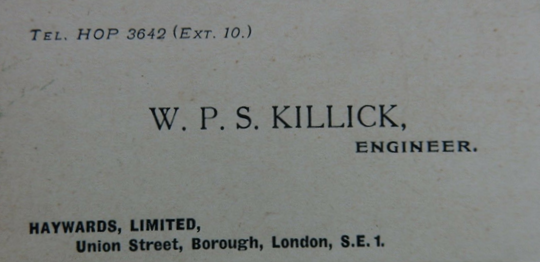 TEL. HOP 3642 (EXT. 10.)
W. P. S. KILLICK,
ENGINEER.
HAYWARDS, LIMITED,
Union Street, Borough, London, S.E. 1.